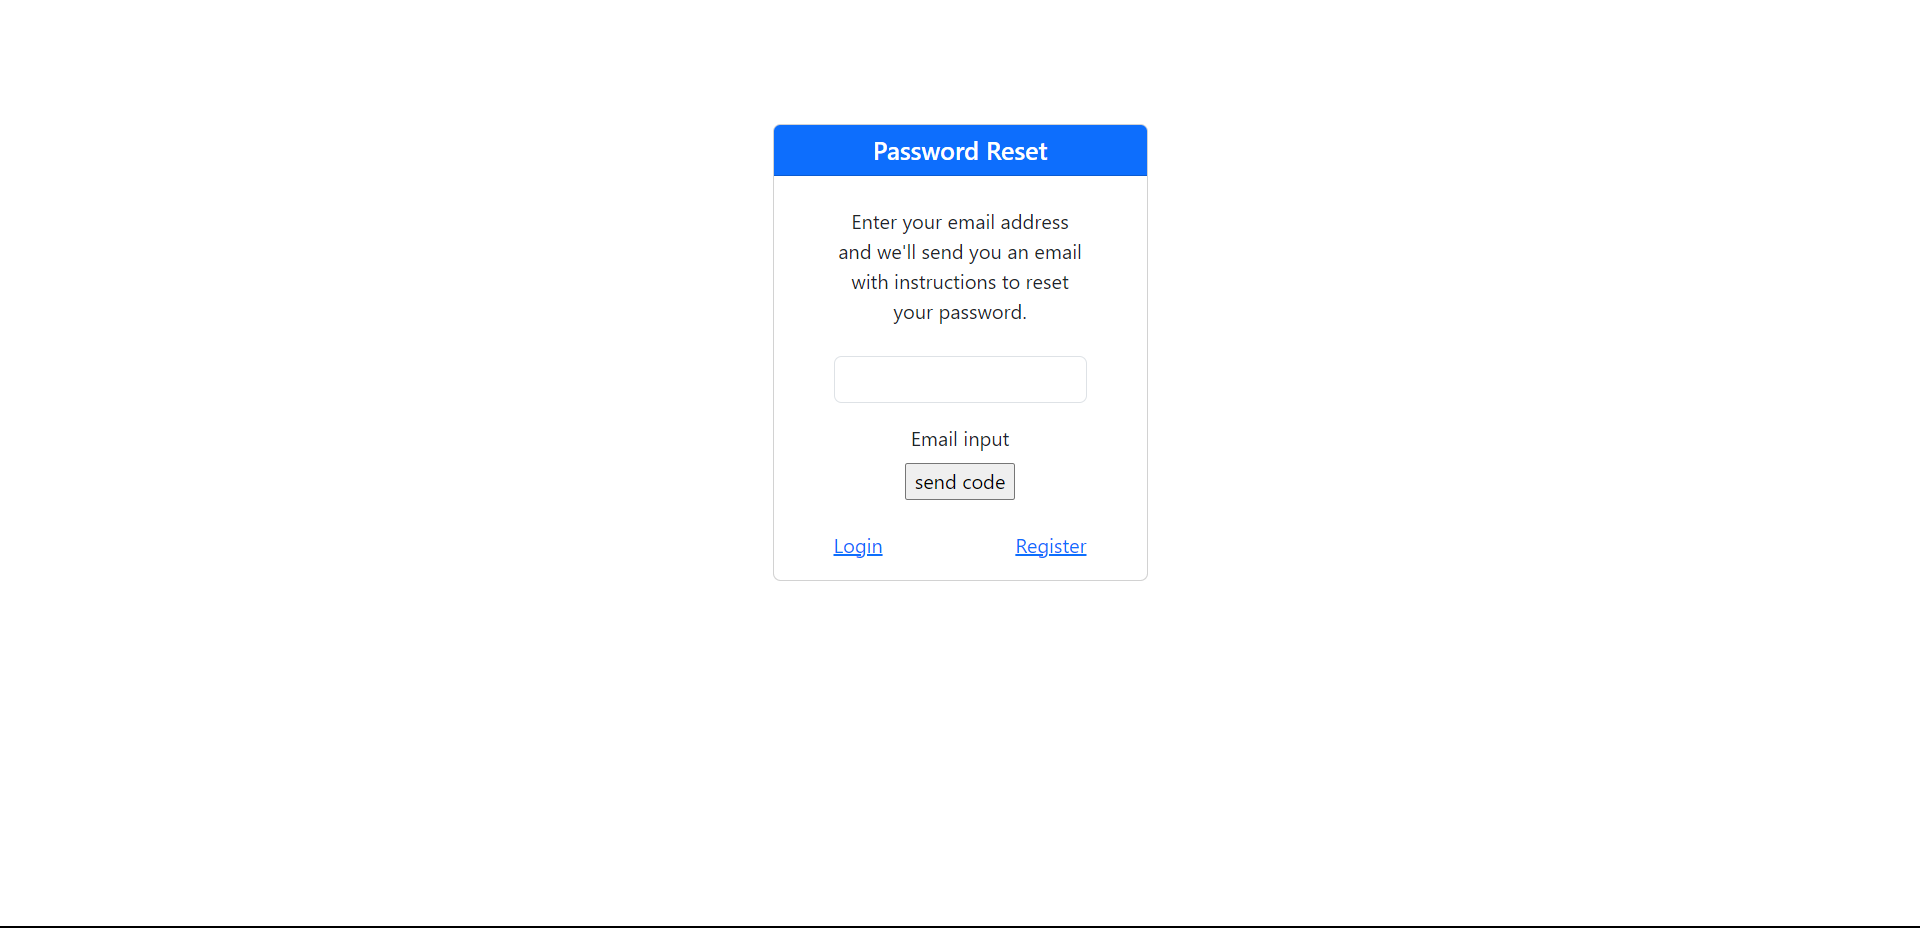 Password Reset
Enter your email address
and we'll send you an email
with instructions to reset
your password.
Email input
send code
Login
Register